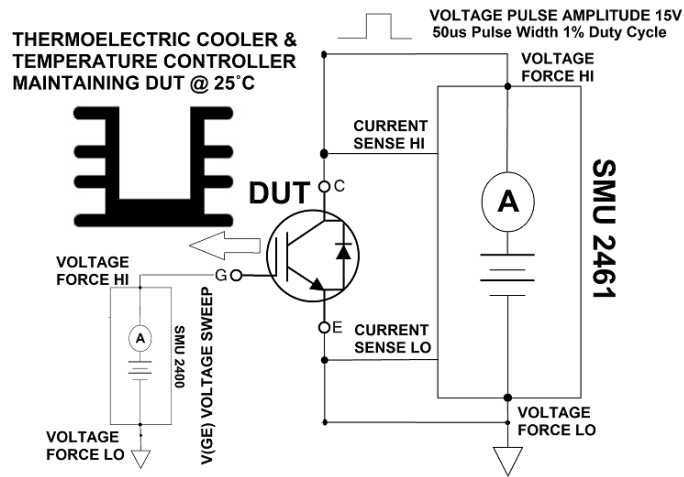 THERMOELECTRIC COOLER &
TEMPERATURE CONTROLLER
MAINTAINING DUT @ 25˚C
VOLTAGE PULSE AMPLITUDE 15V
50us Pulse Width 1% Duty Cycle
VOLTAGE
FORCE HI
CURRENT
SENSE HI
DUT
C
A
SMU 2461
VOLTAGE
FORCE HI
G
A
SMU 2400
V(GE) VOLTAGE SWEEP
E
CURRENT
SENSE LO
VOLTAGE
FORCE LO
VOLTAGE
FORCE LO